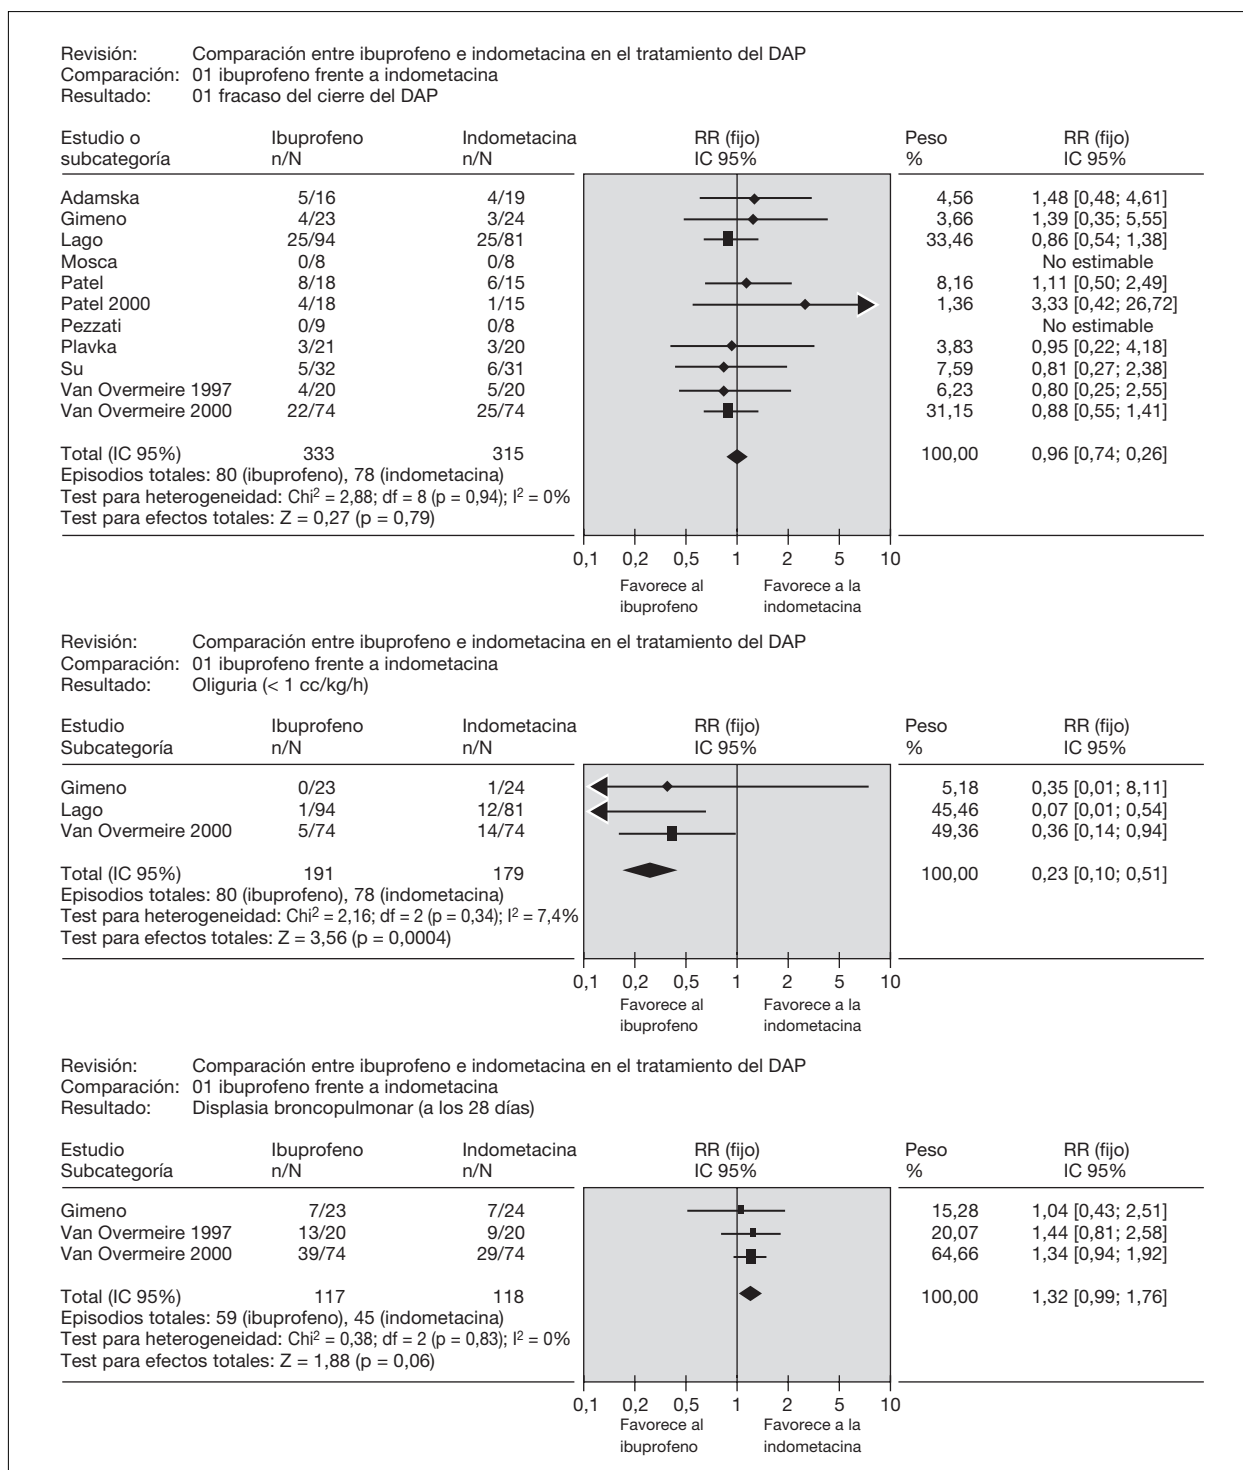 Revisión: Comparación entre ibuprofeno e indometacina en el tratamiento del DAP
Comparación: 01 ibuprofeno frente a indometacina
Resultado: 01 fracaso del cierre del DAP
Estudio o Ibuprofeno Indometacina RR (fijo) Peso RR (fijo)
subcategoría n/N n/N IC 95% % IC 95%
Adamska 5/16 4/19 4,56 1,48 [0,48; 4,61]
Gimeno 4/23 3/24 3,66 1,39 [0,35; 5,55]
Lago 25/94 25/81 33,46 0,86 [0,54; 1,38]
Mosca 0/8 0/8 No estimable
Patel 8/18 6/15 8,16 1,11 [0,50; 2,49]
Patel 2000 4/18 1/15 1,36 3,33 [0,42; 26,72]
Pezzati 0/9 0/8 No estimable
Plavka 3/21 3/20 3,83 0,95 [0,22; 4,18]
Su 5/32 6/31 7,59 0,81 [0,27; 2,38]
Van Overmeire 1997 4/20 5/20 6,23 0,80 [0,25; 2,55]
Van Overmeire 2000 22/74 25/74 31,15 0,88 [0,55; 1,41]
Total (IC 95%) 333 315 100,00 0,96 [0,74; 0,26]
Episodios totales: 80 (ibuprofeno), 78 (indometacina)
Test para heterogeneidad: Chi² = 2,88; df = 8 (p = 0,94); I² = 0%
Test para efectos totales: Z = 0,27 (p = 0,79)
0,1 0,2 0,5 1 2 5 10
Favorece al Favorece a la
ibuprofeno indometacina
Revisión: Comparación entre ibuprofeno e indometacina en el tratamiento del DAP
Comparación: 01 ibuprofeno frente a indometacina
Resultado: Oliguria (< 1 cc/kg/h)
Estudio Ibuprofeno Indometacina RR (fijo) Peso RR (fijo)
Subcategoría n/N n/N IC 95% % IC 95%
Gimeno 0/23 1/24 5,18 0,35 [0,01; 8,11]
Lago 1/94 12/81 45,46 0,07 [0,01; 0,54]
Van Overmeire 2000 5/74 14/74 49,36 0,36 [0,14; 0,94]
Total (IC 95%) 191 179 100,00 0,23 [0,10; 0,51]
Episodios totales: 80 (ibuprofeno), 78 (indometacina)
Test para heterogeneidad: Chi² = 2,16; df = 2 (p = 0,34); I² = 7,4%
Test para efectos totales: Z = 3,56 (p = 0,0004)
0,1 0,2 0,5 1 2 5 10
Favorece al Favorece a la
ibuprofeno indometacina
Revisión: Comparación entre ibuprofeno e indometacina en el tratamiento del DAP
Comparación: 01 ibuprofeno frente a indometacina
Resultado: Displasia broncopulmonar (a los 28 días)
Estudio Ibuprofeno Indometacina RR (fijo) Peso RR (fijo)
Subcategoría n/N n/N IC 95% % IC 95%
Gimeno 7/23 7/24 15,28 1,04 [0,43; 2,51]
Van Overmeire 1997 13/20 9/20 20,07 1,44 [0,81; 2,58]
Van Overmeire 2000 39/74 29/74 64,66 1,34 [0,94; 1,92]
Total (IC 95%) 117 118 100,00 1,32 [0,99; 1,76]
Episodios totales: 59 (ibuprofeno), 45 (indometacina)
Test para heterogeneidad: Chi² = 0,38; df = 2 (p = 0,83); I² = 0%
Test para efectos totales: Z = 1,88 (p = 0,06)
0,1 0,2 0,5 1 2 5 10
Favorece al Favorece a la
ibuprofeno indometacina